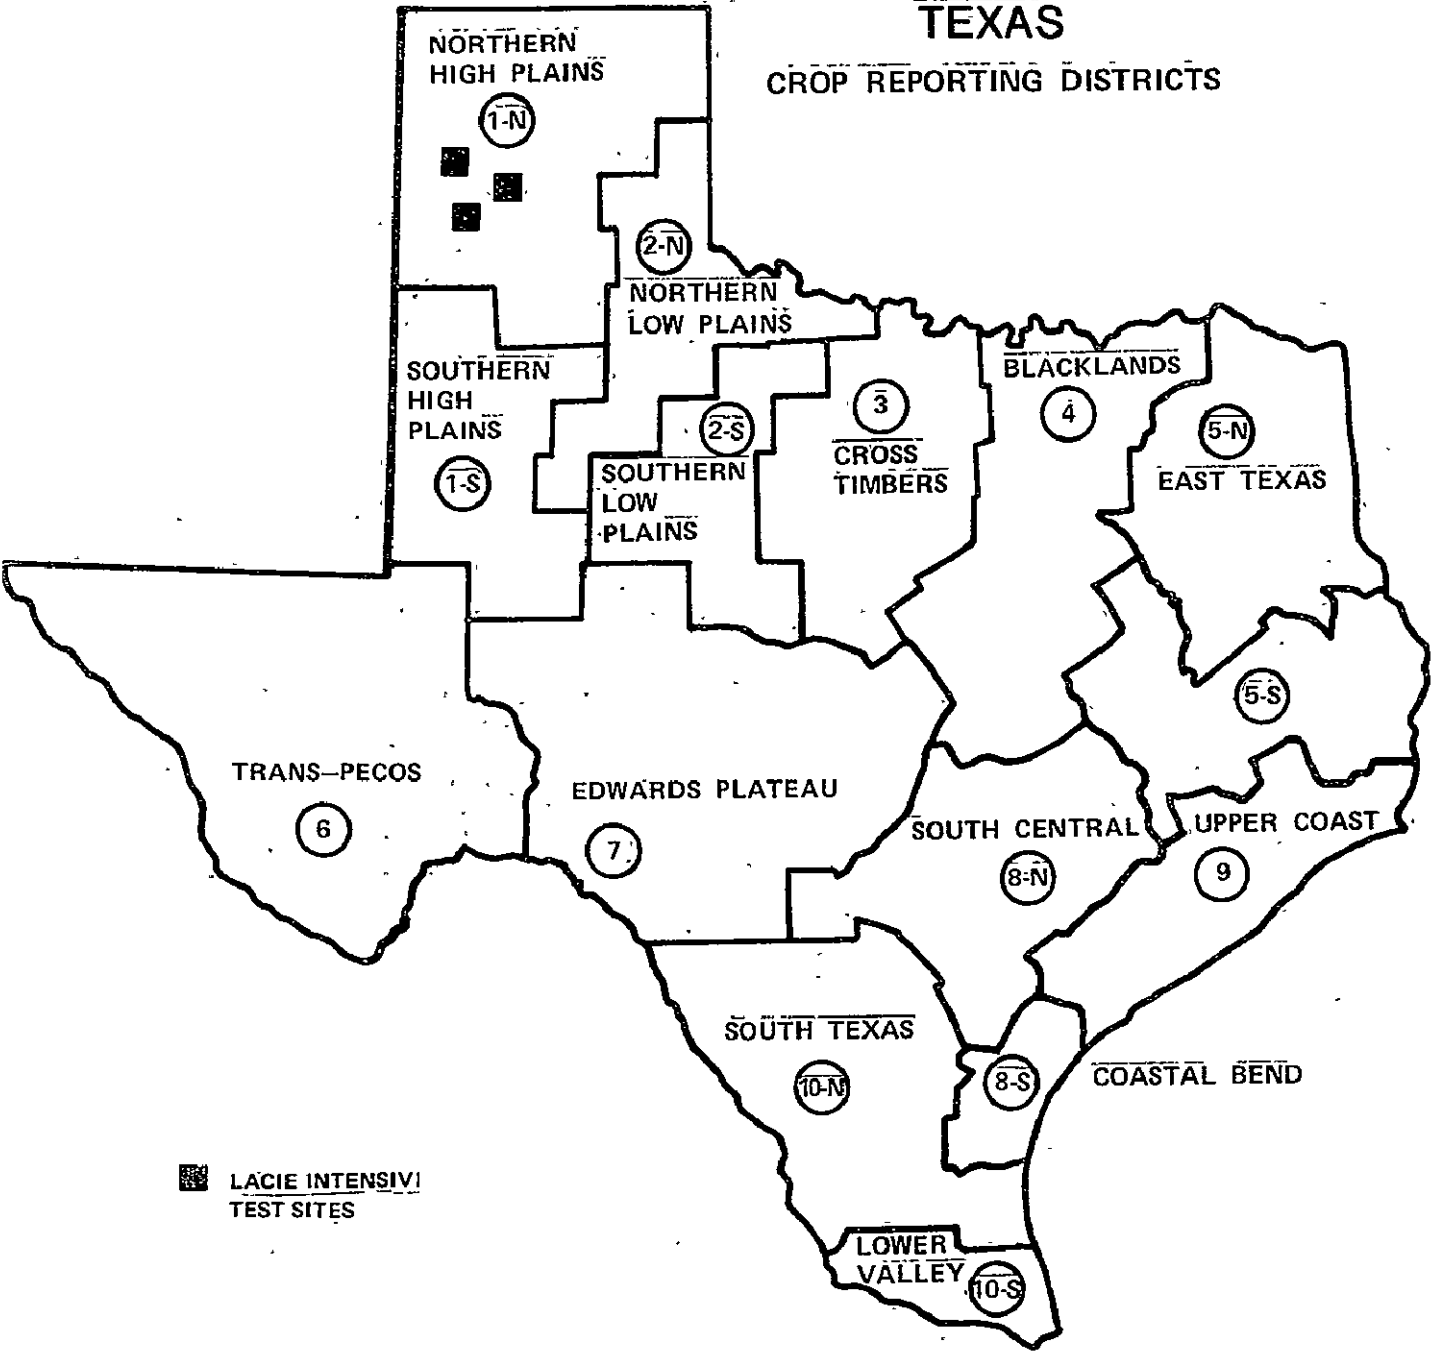 TEXAS
CROP REPORTING DISTRICTS
NORTHERN
HIGH PLAINS
1-N
2-N
NORTHERN
LOW PLAINS
SOUTHERN
HIGH
PLAINS
1-S
2-S
SOUTHERN
LOW
PLAINS
3
CROSS
TIMBERS
BLACKLANDS
4
5-N
EAST TEXAS
5-S
TRANS-PECOS
6
EDWARDS PLATEAU
7
SOUTH CENTRAL
8-N
UPPER COAST
9
SOUTH TEXAS
10-N
8-S
COASTAL BEND
LACIE INTENSIVI
TEST SITES
LOWER
VALLEY
10-S